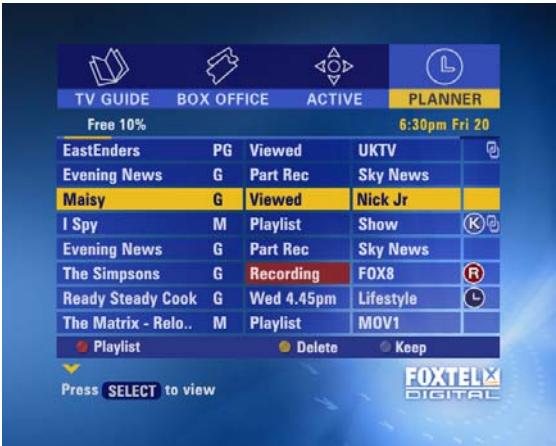 TV GUIDE BOX OFFICE ACTIVE PLANNER
Free 10% 6:30pm Fri 20
EastEnders PG Viewed UKTV
Evening News G Part Rec Sky News
Maisy G Viewed Nick Jr
I Spy M Playlist Show K
Evening News G Part Rec Sky News
The Simpsons G Recording FOX8 R
Ready Steady Cook G Wed 4.45pm Lifestyle
The Matrix - Relo.. M Playlist MOV1
Playlist Delete Keep
Press SELECT to view
FOXTEL
DIGITAL